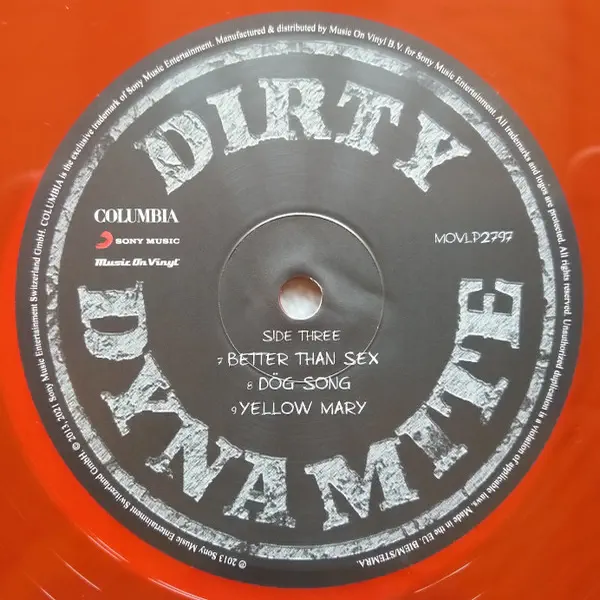 ℗ 2013 Sony Music Entertainment Switzerland GmbH. © 2013, 2021 Sony Music Entertainment Switzerland GmbH. COLUMBIA is the exclusive trademark of Sony Music Entertainment. Manufactured & distributed by Music On Vinyl B.V. for Sony Music Entertainment. All trademarks and logos are protected. All rights reserved. Unauthorized duplication is a violation of applicable laws. Made in the EU. BIEM/STEMRA.
DIRTY
COLUMBIA
SONY MUSIC
Music On Vinyl
MOVLP2797
SIDE THREE
7 BETTER THAN SEX
8 DÖG SONG
9 YELLOW MARY
DYNAMITE